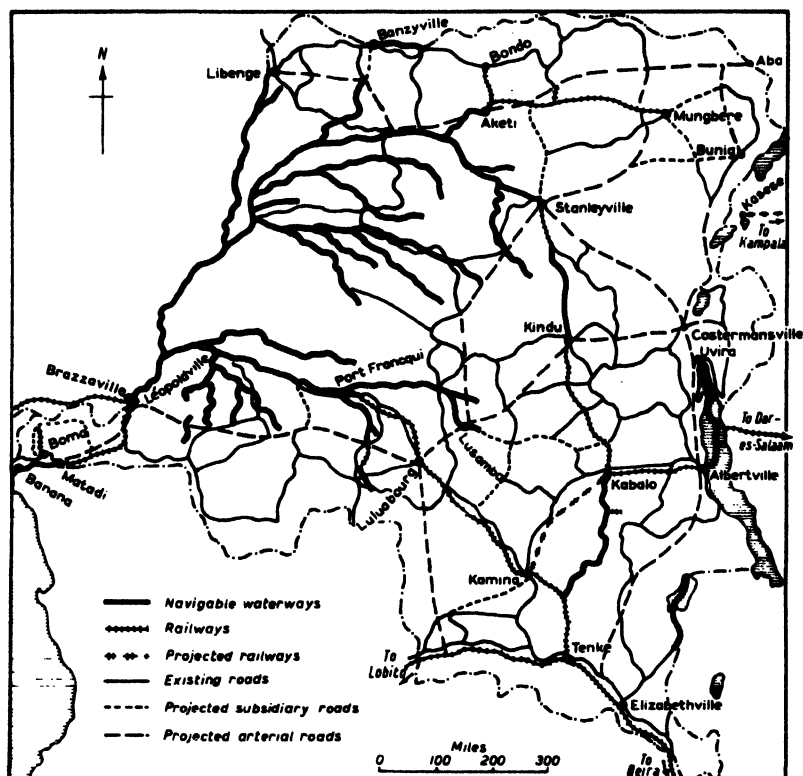 Banzyville
Bondo
Libenge
Aba
N
Aketi
Mungbere
Bunia
Kasese
Stanleyville
To
Kampala
Kindu
Costermansville
Uvira
Port Francqui
Brazzaville
Léopoldville
To Dar-
es-Salaam
Boma
Lusambo
Matadi
Banana
Albertville
Kabalo
Luluabourg
Kamina
Navigable waterways
Railways
Projected railways
Existing roads
Projected subsidiary roads
Projected arterial roads
To
Lobito
Tenke
Elizabethville
Miles
0 100 200 300
To
Beira